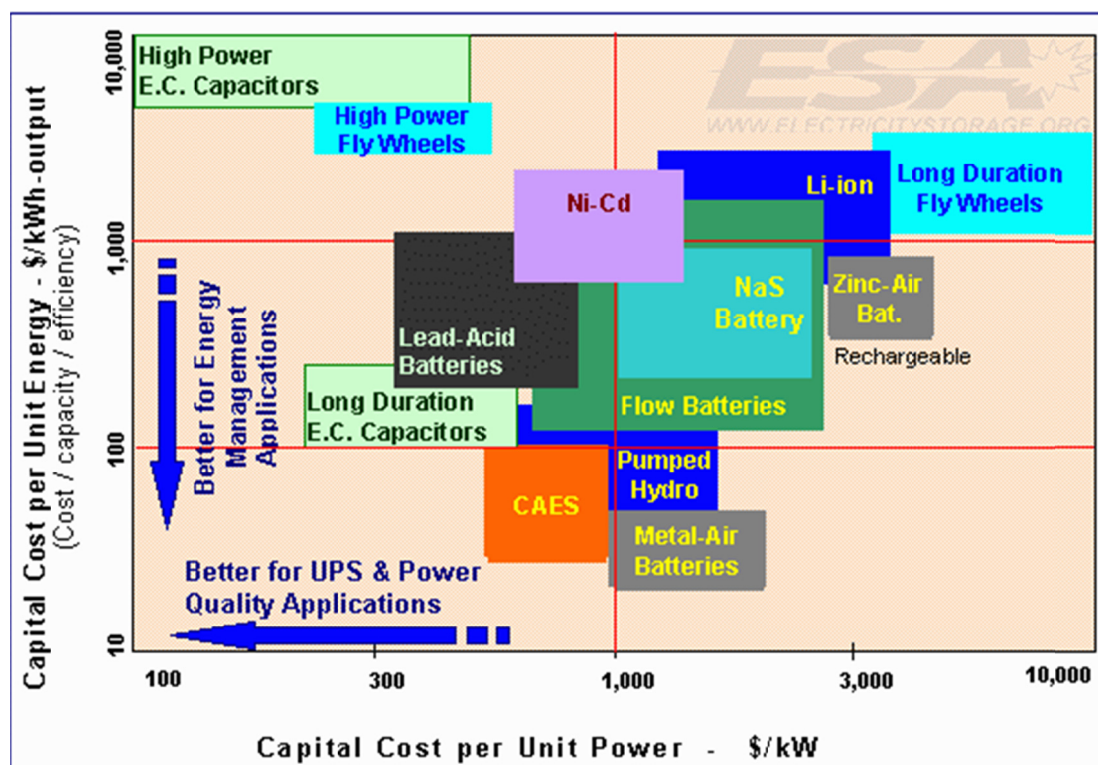 Capital Cost per Unit Energy - $/kWh-output
(Cost / capacity / efficiency)
10,000
1,000
100
10
High Power
E.C. Capacitors
High Power
Fly Wheels
ESA
WWW.ELECTRICITYSTORAGE.ORG
Ni-Cd
Li-ion
Long Duration
Fly Wheels
Lead-Acid
Batteries
NaS
Battery
Zinc-Air
Bat.
Rechargeable
Better for Energy
Management
Applications
Long Duration
E.C. Capacitors
Flow Batteries
CAES
Pumped
Hydro
Metal-Air
Batteries
Better for UPS & Power
Quality Applications
100
300
1,000
3,000
10,000
Capital Cost per Unit Power - $/kW